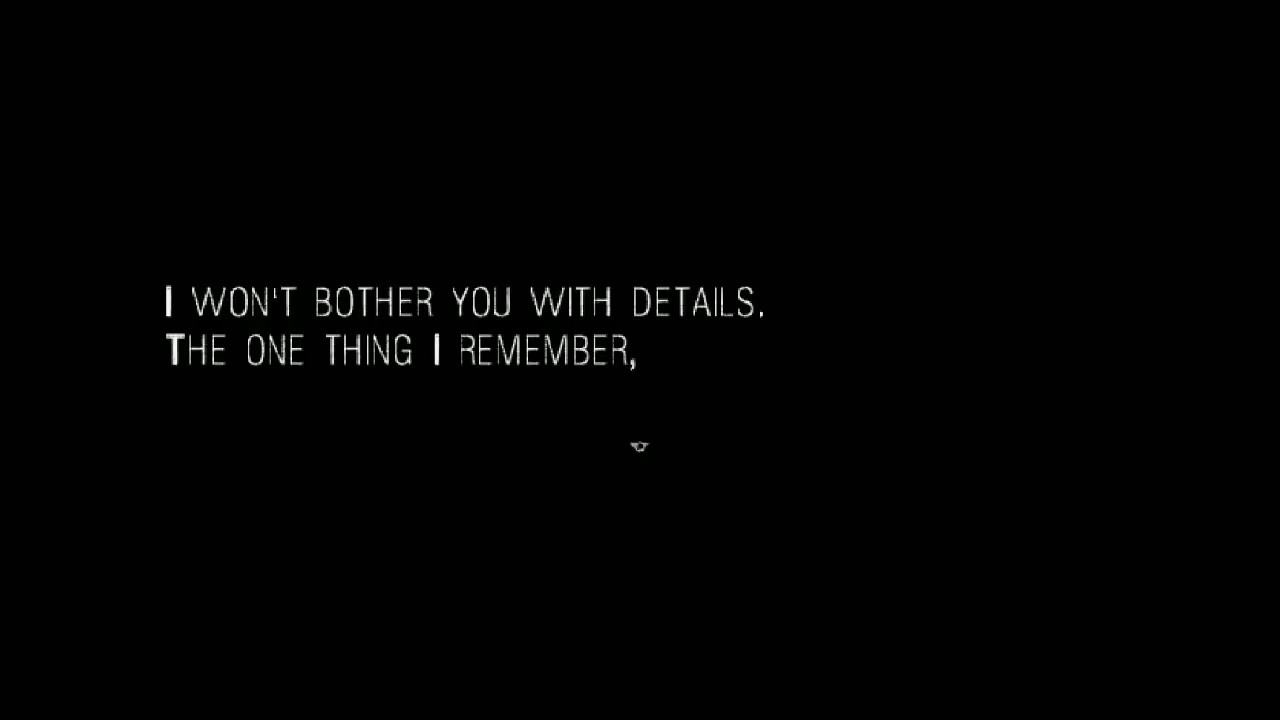 I WON'T BOTHER YOU WITH DETAILS.
THE ONE THING I REMEMBER,